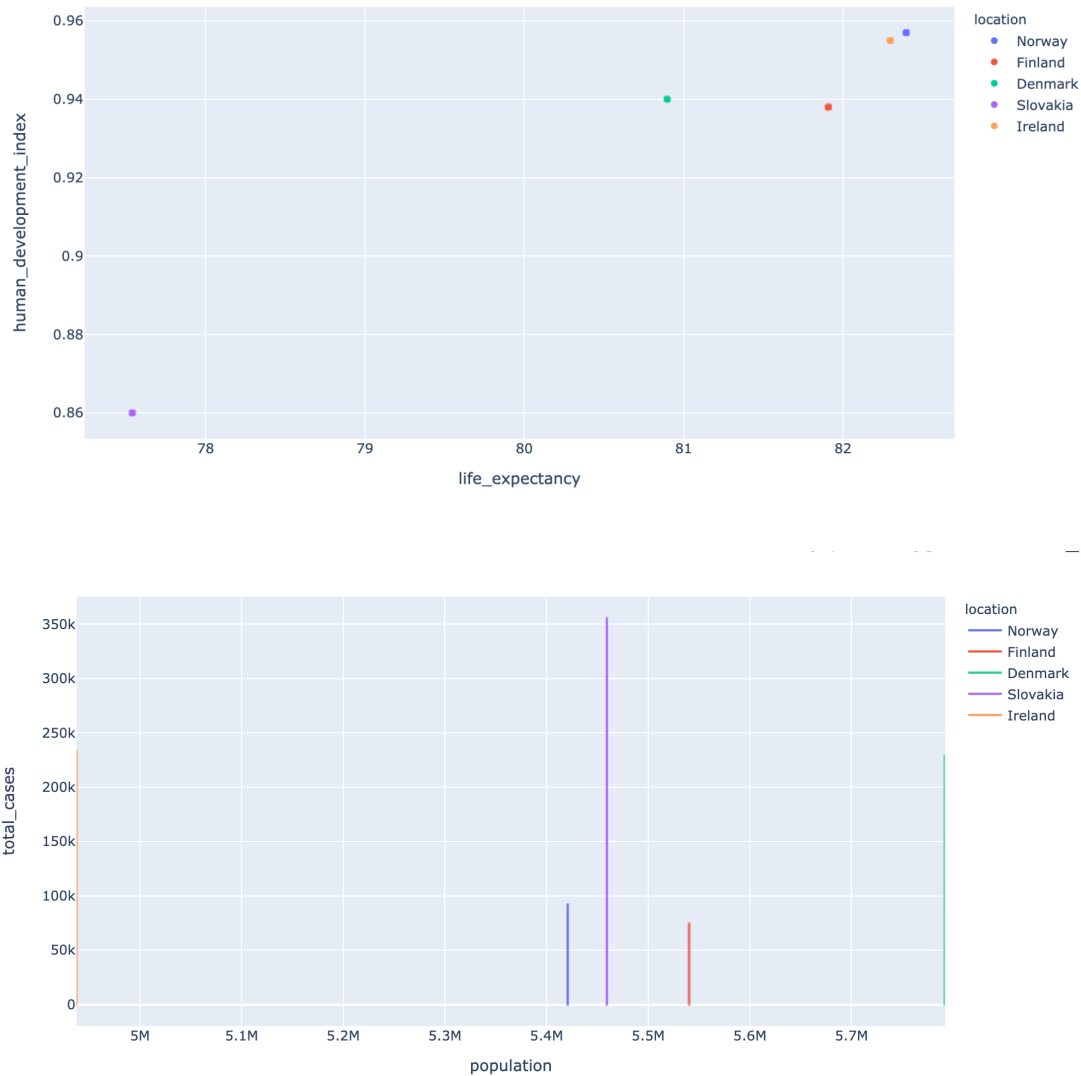 0.96
0.94
0.92
0.9
0.88
0.86
human_development_index
78 79 80 81 82
life_expectancy
location
Norway
Finland
Denmark
Slovakia
Ireland
350k
300k
250k
200k
150k
100k
50k
0
total_cases
5M 5.1M 5.2M 5.3M 5.4M 5.5M 5.6M 5.7M
population
location
Norway
Finland
Denmark
Slovakia
Ireland